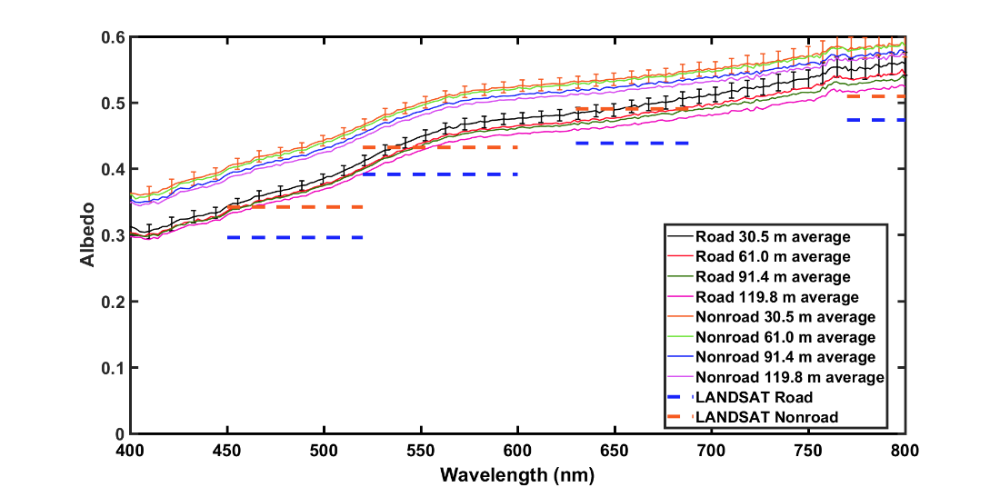 0.6
0.5
0.4
0.3
0.2
0.1
0
Albedo
400
450
500
550
600
650
700
750
800
Wavelength (nm)
Road 30.5 m average
Road 61.0 m average
Road 91.4 m average
Road 119.8 m average
Nonroad 30.5 m average
Nonroad 61.0 m average
Nonroad 91.4 m average
Nonroad 119.8 m average
LANDSAT Road
LANDSAT Nonroad